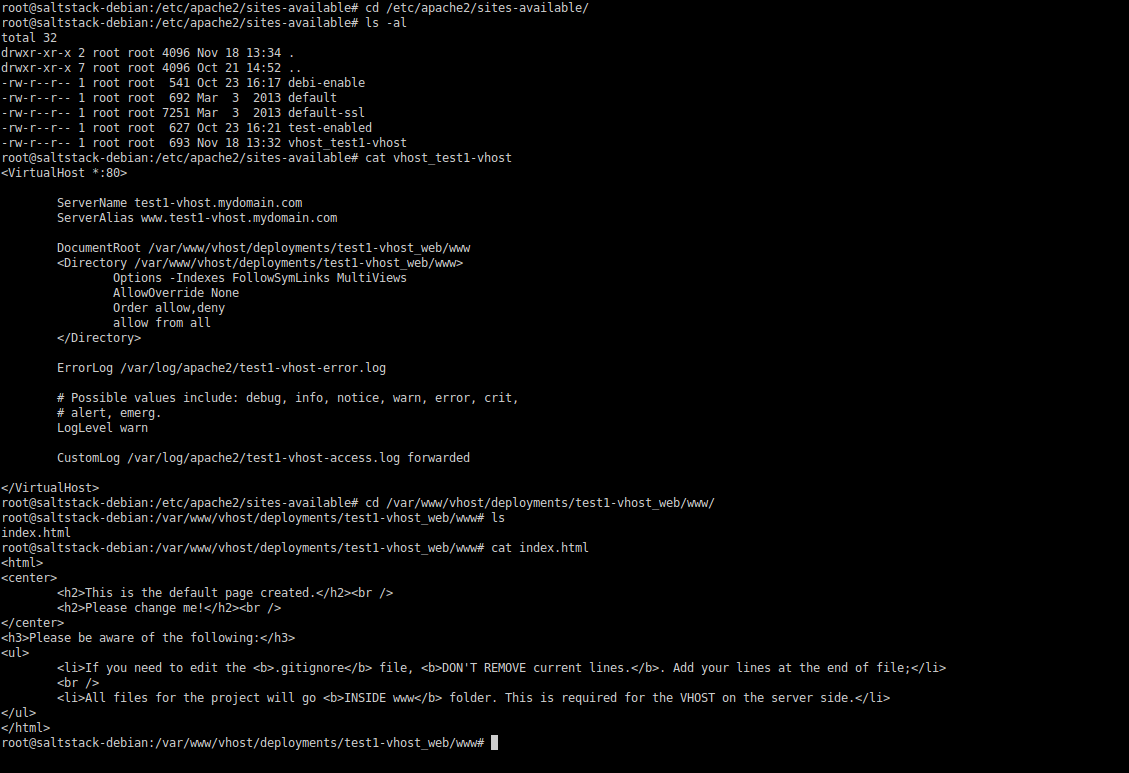 root@saltstack-debian:/etc/apache2/sites-available# cd /etc/apache2/sites-available/
root@saltstack-debian:/etc/apache2/sites-available# ls -al
total 32
drwxr-xr-x 2 root root 4096 Nov 18 13:34 .
drwxr-xr-x 7 root root 4096 Oct 21 14:52 ..
-rw-r--r-- 1 root root  541 Oct 23 16:17 debi-enable
-rw-r--r-- 1 root root  692 Mar  3  2013 default
-rw-r--r-- 1 root root 7251 Mar  3  2013 default-ssl
-rw-r--r-- 1 root root  627 Oct 23 16:21 test-enabled
-rw-r--r-- 1 root root  693 Nov 18 13:32 vhost_test1-vhost
root@saltstack-debian:/etc/apache2/sites-available# cat vhost_test1-vhost
<VirtualHost *:80>

        ServerName test1-vhost.mydomain.com
        ServerAlias www.test1-vhost.mydomain.com

        DocumentRoot /var/www/vhost/deployments/test1-vhost_web/www
        <Directory /var/www/vhost/deployments/test1-vhost_web/www>
                Options -Indexes FollowSymLinks MultiViews
                AllowOverride None
                Order allow,deny
                allow from all
        </Directory>

        ErrorLog /var/log/apache2/test1-vhost-error.log

        # Possible values include: debug, info, notice, warn, error, crit,
        # alert, emerg.
        LogLevel warn

        CustomLog /var/log/apache2/test1-vhost-access.log forwarded

</VirtualHost>
root@saltstack-debian:/etc/apache2/sites-available# cd /var/www/vhost/deployments/test1-vhost_web/www/
root@saltstack-debian:/var/www/vhost/deployments/test1-vhost_web/www# ls
index.html
root@saltstack-debian:/var/www/vhost/deployments/test1-vhost_web/www# cat index.html
<html>
<center>
        <h2>This is the default page created.</h2><br />
        <h2>Please change me!</h2><br />
</center>
<h3>Please be aware of the following:</h3>
<ul>
        <li>If you need to edit the <b>.gitignore</b> file, <b>DON'T REMOVE current lines.</b>. Add your lines at the end of file;</li>
        <br />
        <li>All files for the project will go <b>INSIDE www</b> folder. This is required for the VHOST on the server side.</li>
</ul>
</html>
root@saltstack-debian:/var/www/vhost/deployments/test1-vhost_web/www#